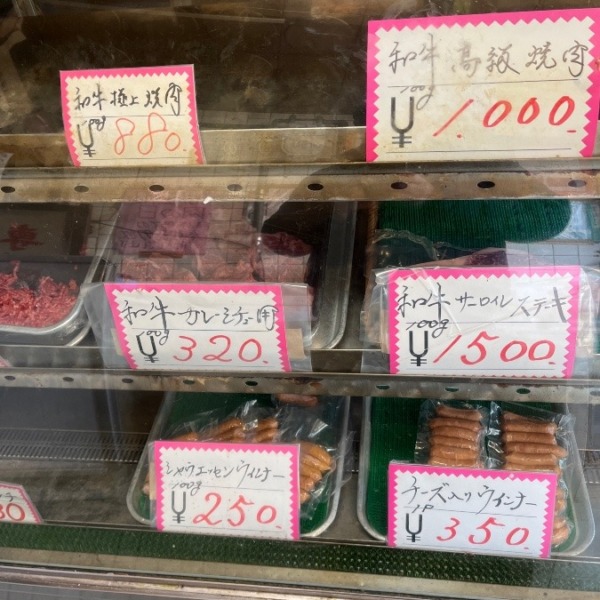 和牛極上焼肉
100g
¥880.
和牛高級焼肉
100g
¥1.000.
和牛カレーシチュー用
100g
¥320.
和牛サーロインステーキ
100g
¥1500.
シャウエッセンウインナー
100g
¥250.
チーズ入ウインナー
1P
¥350.